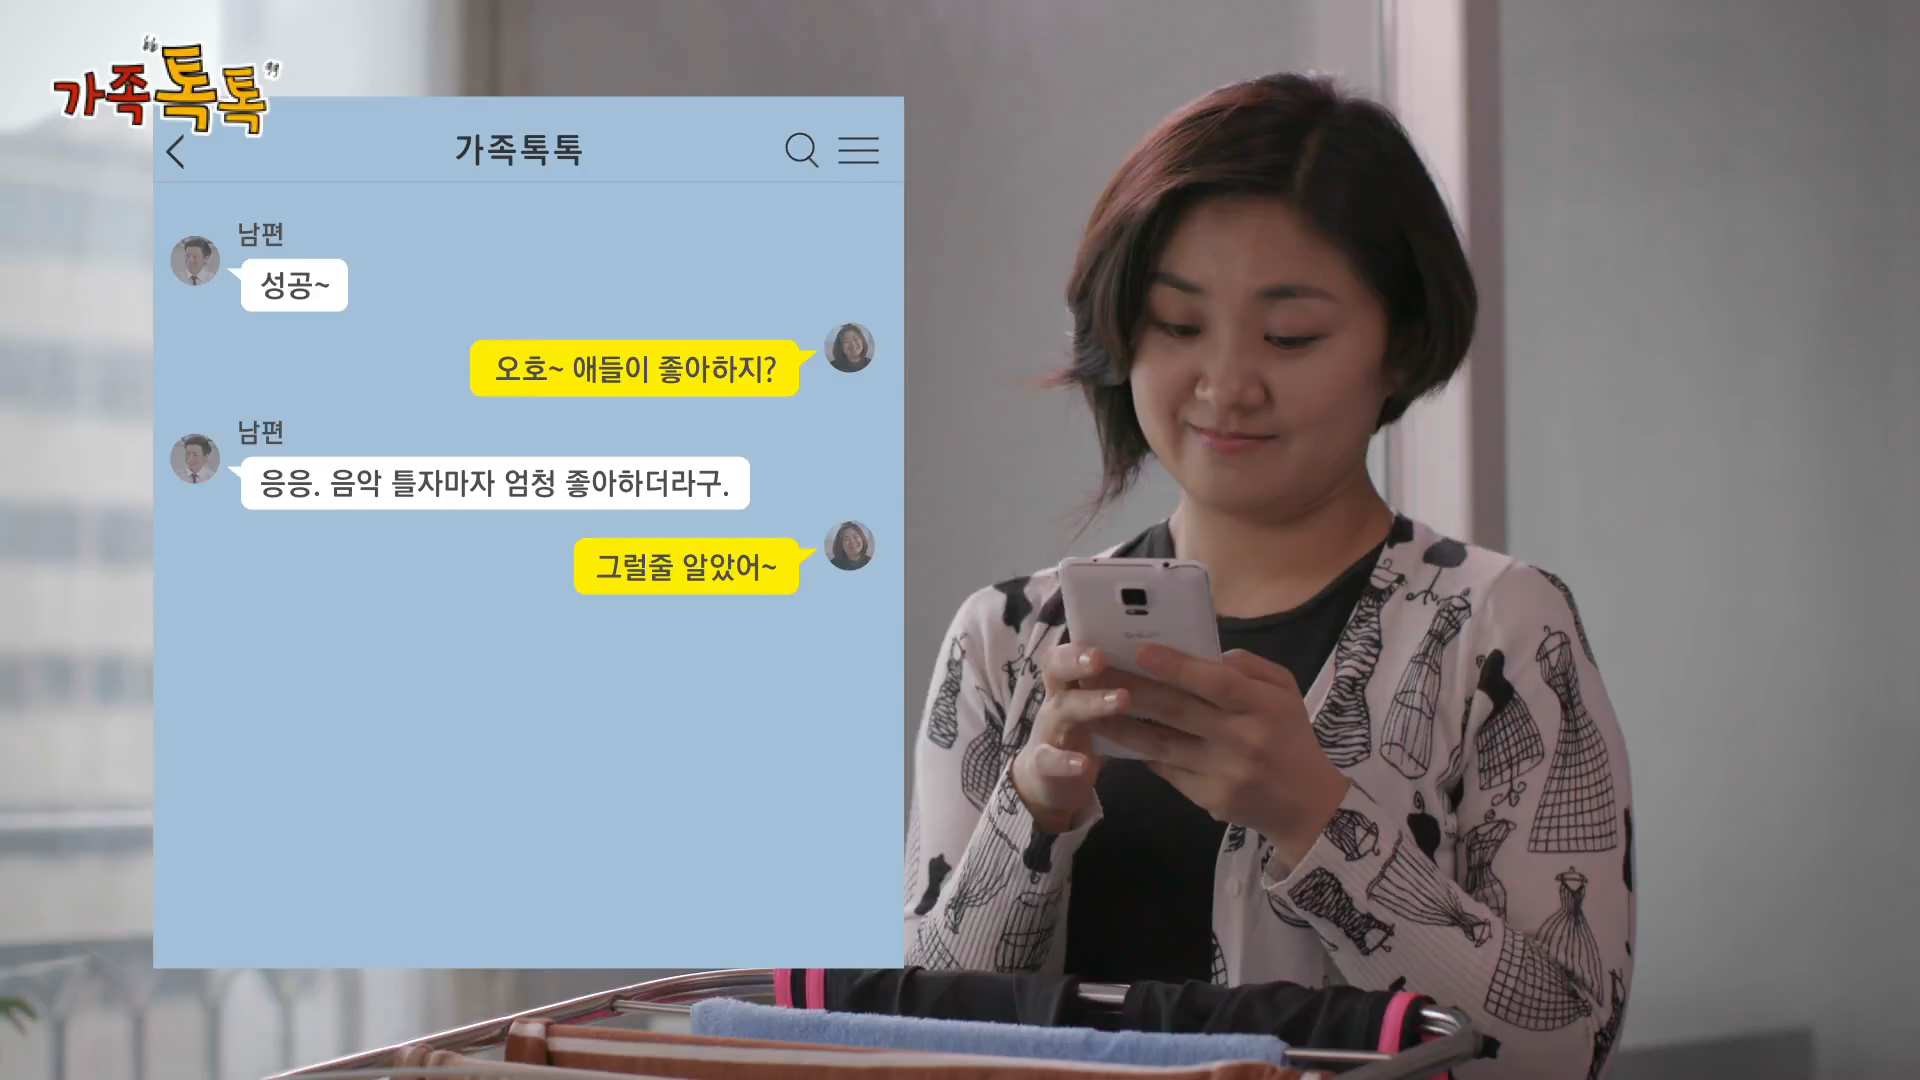 가족톡톡
가족톡톡
남편
성공~
오호~ 애들이 좋아하지?
남편
응응. 음악 틀자마자 엄청 좋아하더라구.
그럴줄 알았어~